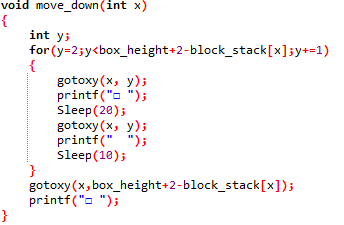 void move_down(int x)
{
int y;
for(y=2;y<box_height+2-block_stack[x];y+=1)
{
gotoxy(x, y);
printf("□ ");
Sleep(20);
gotoxy(x, y);
printf("  ");
Sleep(10);
}
gotoxy(x,box_height+2-block_stack[x]);
printf("□ ");
}